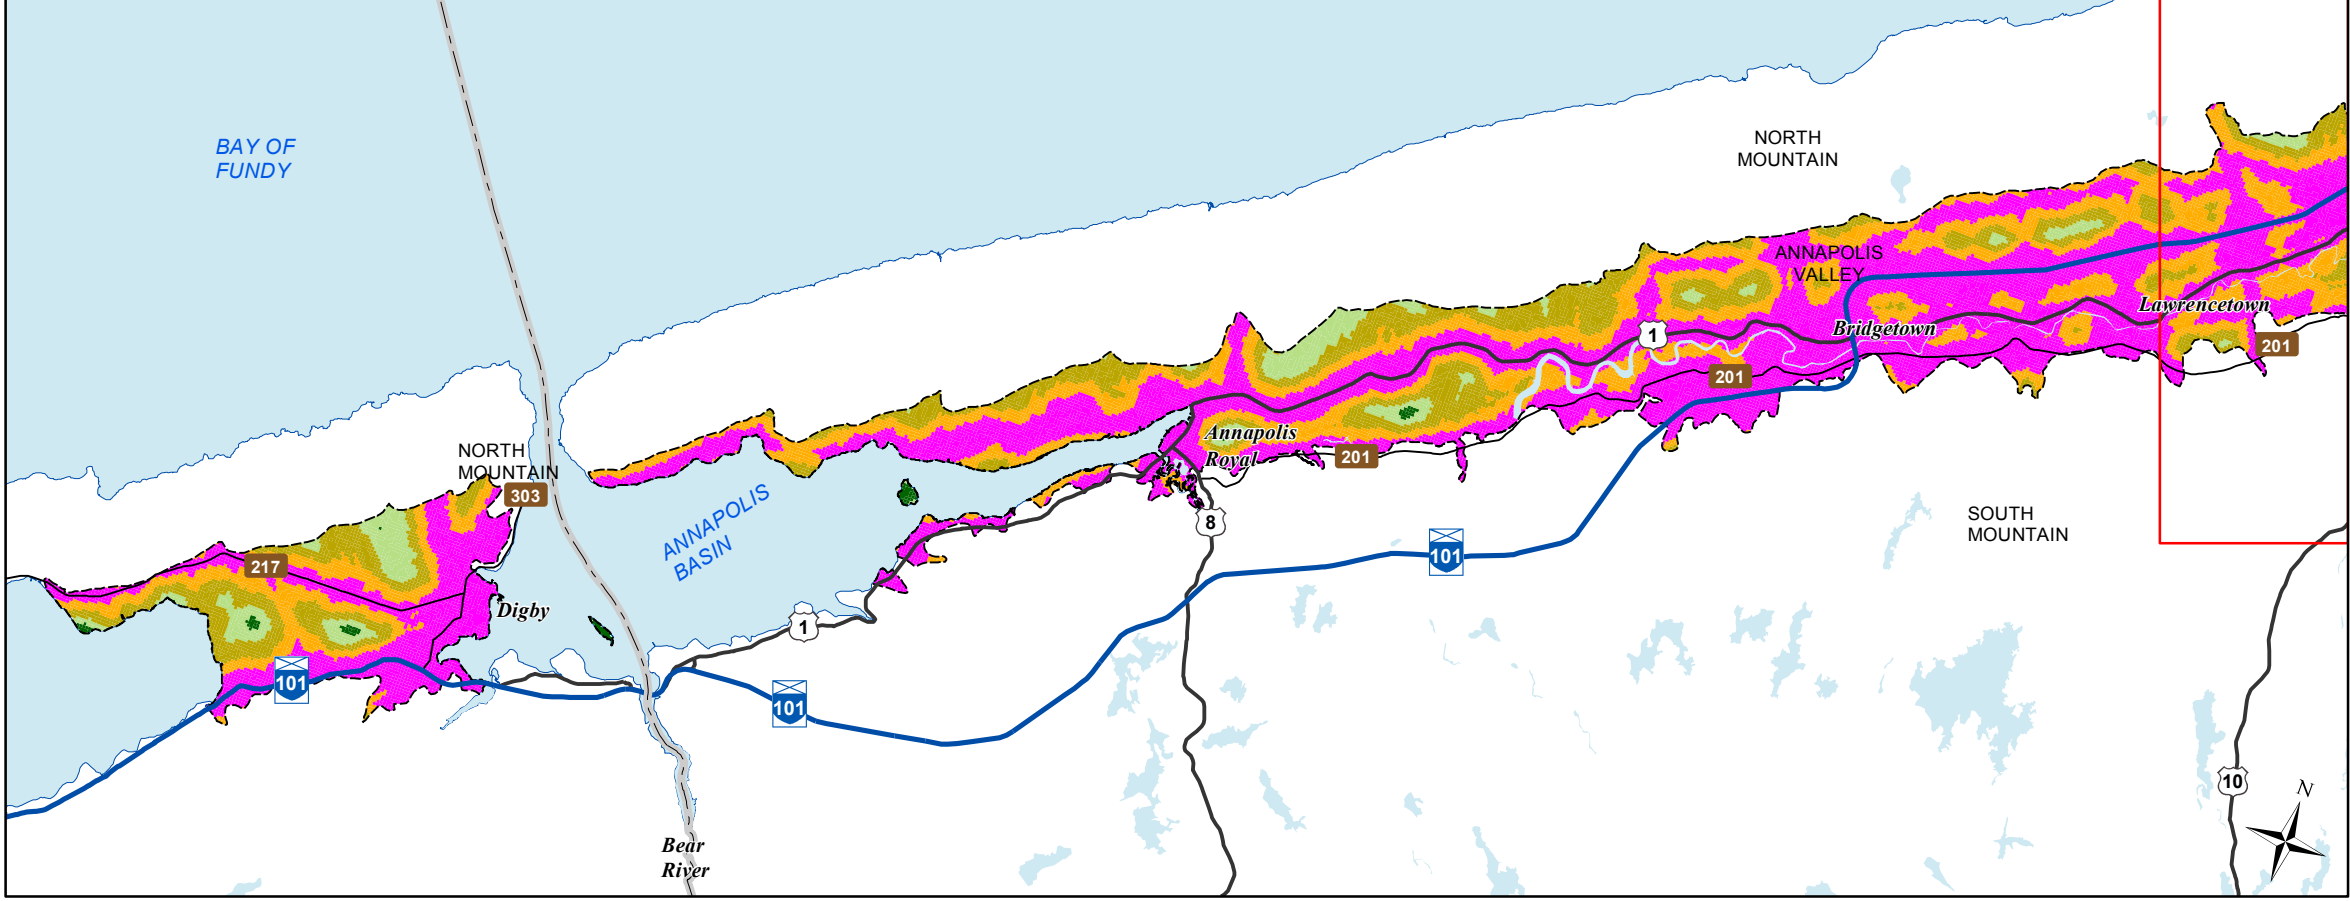 BAY OF
FUNDY
NORTH
MOUNTAIN
ANNAPOLIS
VALLEY
Lawrencetown
Bridgetown
1
201
201
Annapolis
Royal
201
NORTH
MOUNTAIN
303
ANNAPOLIS
BASIN
8
SOUTH
MOUNTAIN
101
217
Digby
1
101
101
10
N
Bear
River